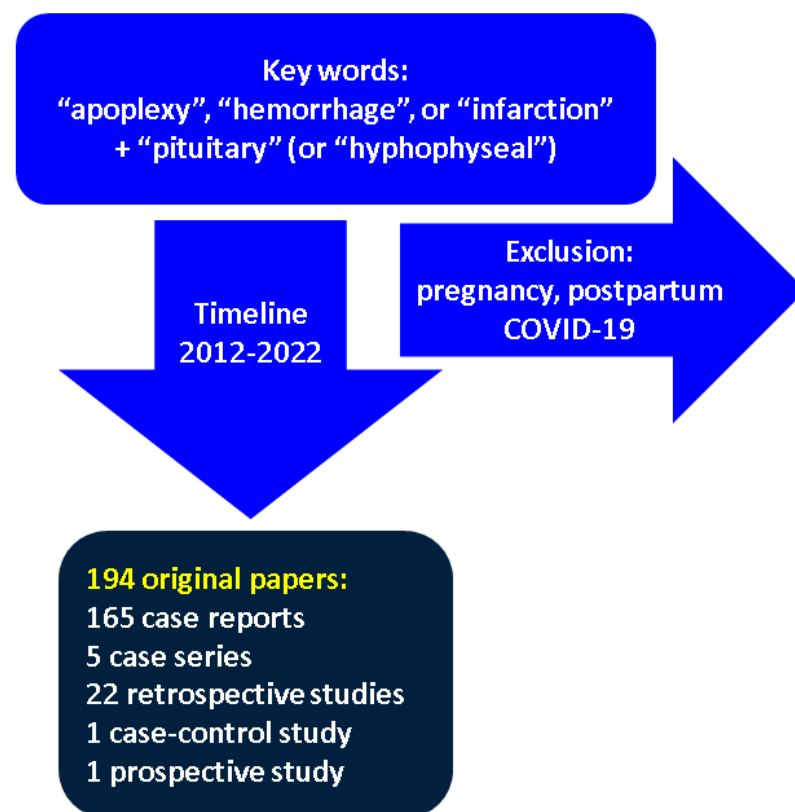 Key words:
“apoplexy”, “hemorrhage”, or “infarction”
+ “pituitary” (or “hyphophyseal”)
Timeline
2012-2022
Exclusion:
pregnancy, postpartum
COVID-19
194 original papers:
165 case reports
5 case series
22 retrospective studies
1 case-control study
1 prospective study